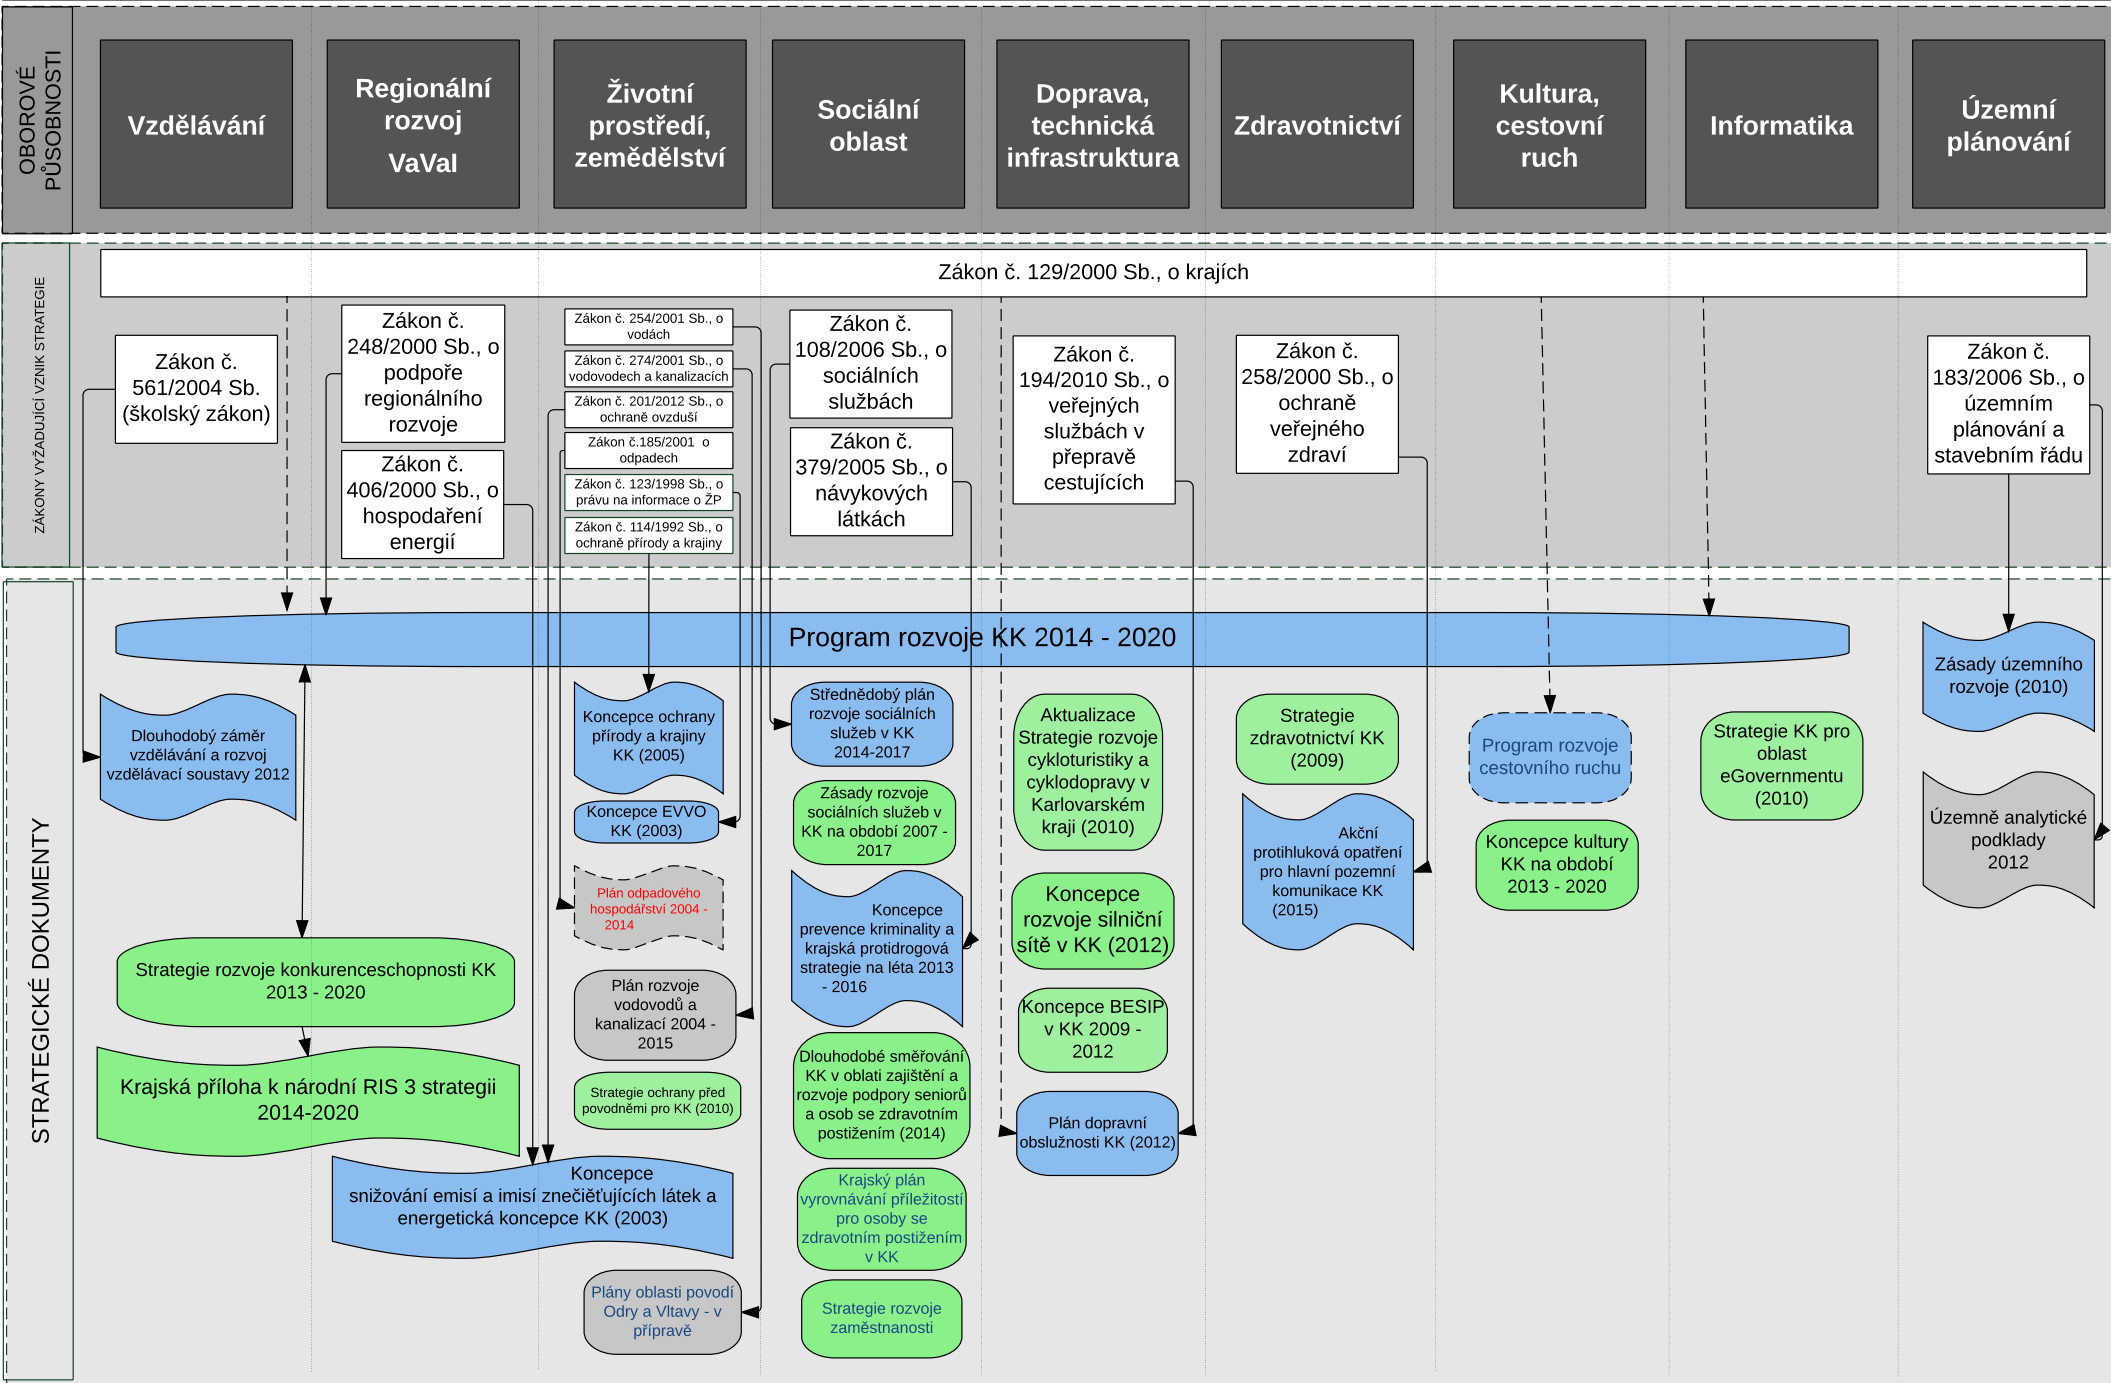 OBOROVÉ
PŮSOBNOSTI
Vzdělávání
Regionální
rozvoj
VaVaI
Životní
prostředí,
zemědělství
Sociální
oblast
Doprava,
technická
infrastruktura
Zdravotnictví
Kultura,
cestovní
ruch
Informatika
Územní
plánování
ZÁKONY VYŽADUJÍCÍ VZNIK STRATEGIE
Zákon č. 129/2000 Sb., o krajích
Zákon č.
561/2004 Sb.
(školský zákon)
Zákon č.
248/2000 Sb., o
podpoře
regionálního
rozvoje
Zákon č.
406/2000 Sb., o
hospodaření
energií
Zákon č. 254/2001 Sb., o
vodách
Zákon č. 274/2001 Sb., o
vodovodech a kanalizacích
Zákon č. 201/2012 Sb., o
ochraně ovzduší
Zákon č.185/2001  o
odpadech
Zákon č. 123/1998 Sb., o
právu na informace o ŽP
Zákon č. 114/1992 Sb., o
ochraně přírody a krajiny
Zákon č.
108/2006 Sb., o
sociálních
službách
Zákon č.
379/2005 Sb., o
návykových
látkách
Zákon č.
194/2010 Sb., o
veřejných
službách v
přepravě
cestujících
Zákon č.
258/2000 Sb., o
ochraně
veřejného
zdraví
Zákon č.
183/2006 Sb., o
územním
plánování a
stavebním řádu
STRATEGICKÉ DOKUMENTY
Program rozvoje KK 2014 - 2020
Dlouhodobý záměr
vzdělávání a rozvoj
vzdělávací soustavy 2012
Strategie rozvoje konkurenceschopnosti KK
2013 - 2020
Krajská příloha k národní RIS 3 strategii
2014-2020
Koncepce
snižování emisí a imisí znečiěťujících látek a
energetická koncepce KK (2003)
Koncepce ochrany
přírody a krajiny
KK (2005)
Koncepce EVVO
KK (2003)
Plán odpadového
hospodářství 2004 -
2014
Plán rozvoje
vodovodů a
kanalizací 2004 -
2015
Strategie ochrany před
povodněmi pro KK (2010)
Plány oblasti povodí
Odry a Vltavy - v
přípravě
Střednědobý plán
rozvoje sociálních
služeb v KK
2014-2017
Zásady rozvoje
sociálních služeb v
KK na období 2007 -
2017
Koncepce
prevence kriminality a
krajská protidrogová
strategie na léta 2013
- 2016
Dlouhodobé směřování
KK v oblati zajištění a
rozvoje podpory seniorů
a osob se zdravotním
postižením (2014)
Krajský plán
vyrovnávání příležitostí
pro osoby se
zdravotním postižením
v KK
Strategie rozvoje
zaměstnanosti
Aktualizace
Strategie rozvoje
cykloturistiky a
cyklodopravy v
Karlovarském
kraji (2010)
Koncepce
rozvoje silniční
sítě v KK (2012)
Koncepce BESIP
v KK 2009 -
2012
Plán dopravní
obslužnosti KK (2012)
Strategie
zdravotnictví KK
(2009)
Akční
protihluková opatření
pro hlavní pozemní
komunikace KK
(2015)
Program rozvoje
cestovního ruchu
Koncepce kultury
KK na období
2013 - 2020
Strategie KK pro
oblast
eGovernmentu
(2010)
Zásady územního
rozvoje (2010)
Územně analytické
podklady
2012